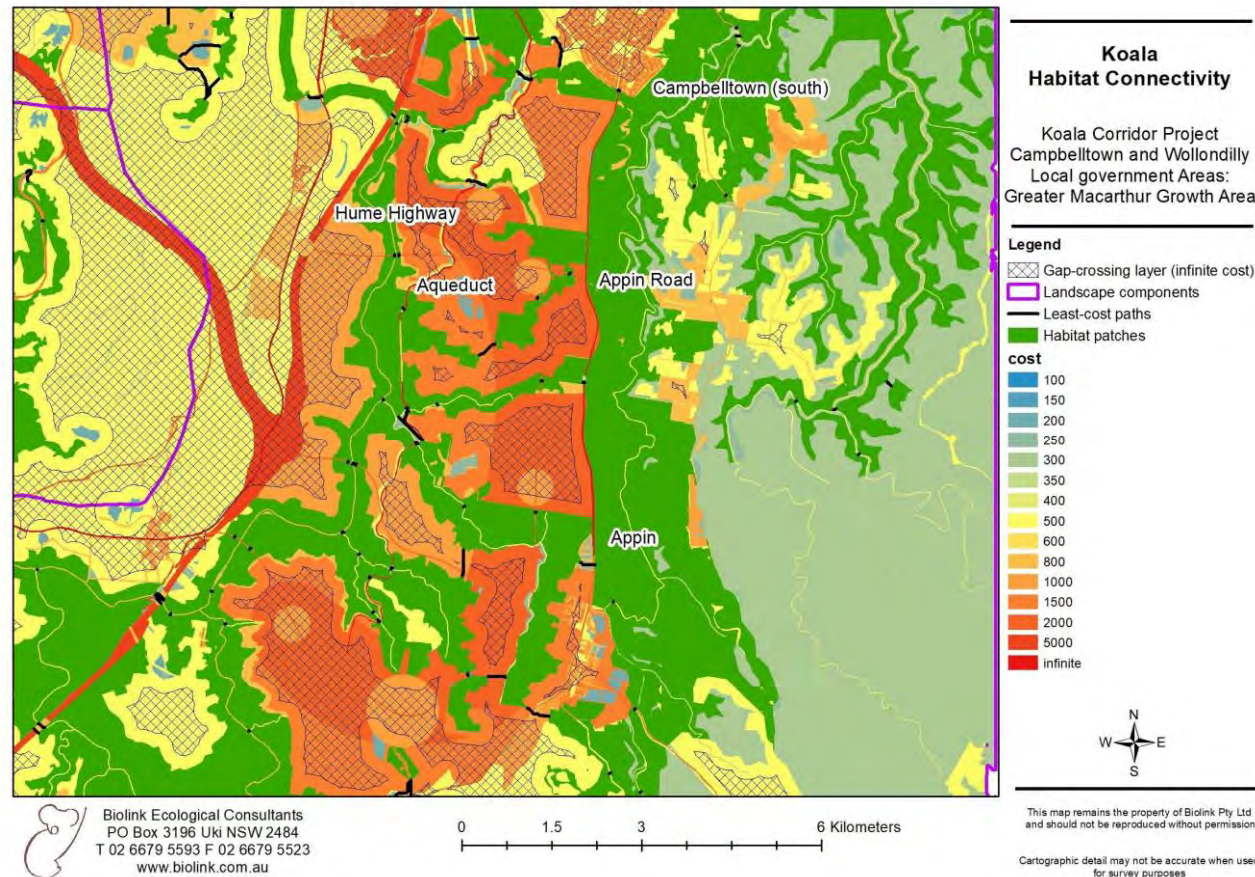 Campbelltown (south)
Hume Highway
Aqueduct
Appin Road
Appin
Koala
Habitat Connectivity
Koala Corridor Project
Campbelltown and Wollondilly
Local government Areas:
Greater Macarthur Growth Area
Legend
Gap-crossing layer (infinite cost)
Landscape components
Least-cost paths
Habitat patches
cost
100
150
200
250
300
350
400
500
600
800
1000
1500
2000
5000
infinite
N
W E
S
This map remains the property of Biolink Pty Ltd
and should not be reproduced without permission
Cartographic detail may not be accurate when used
for survey purposes
Biolink Ecological Consultants
PO Box 3196 Uki NSW 2484
T 02 6679 5593 F 02 6679 5523
www.biolink.com.au
0 1.5 3 6 Kilometers